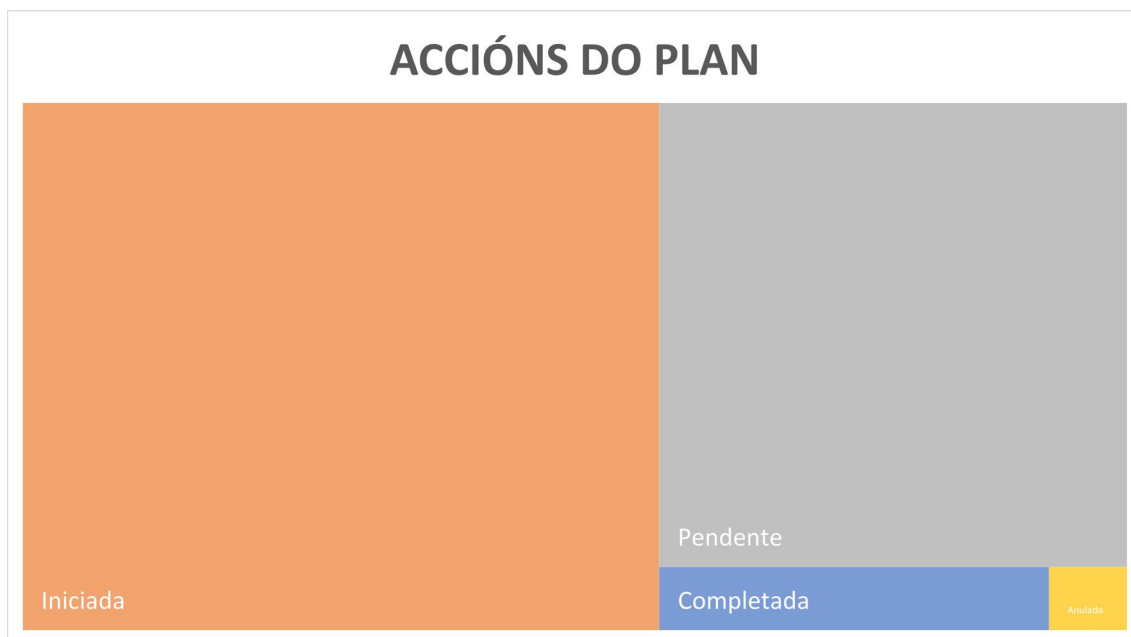 ACCIÓNS DO PLAN
Pendente
Iniciada
Completada
Anulada